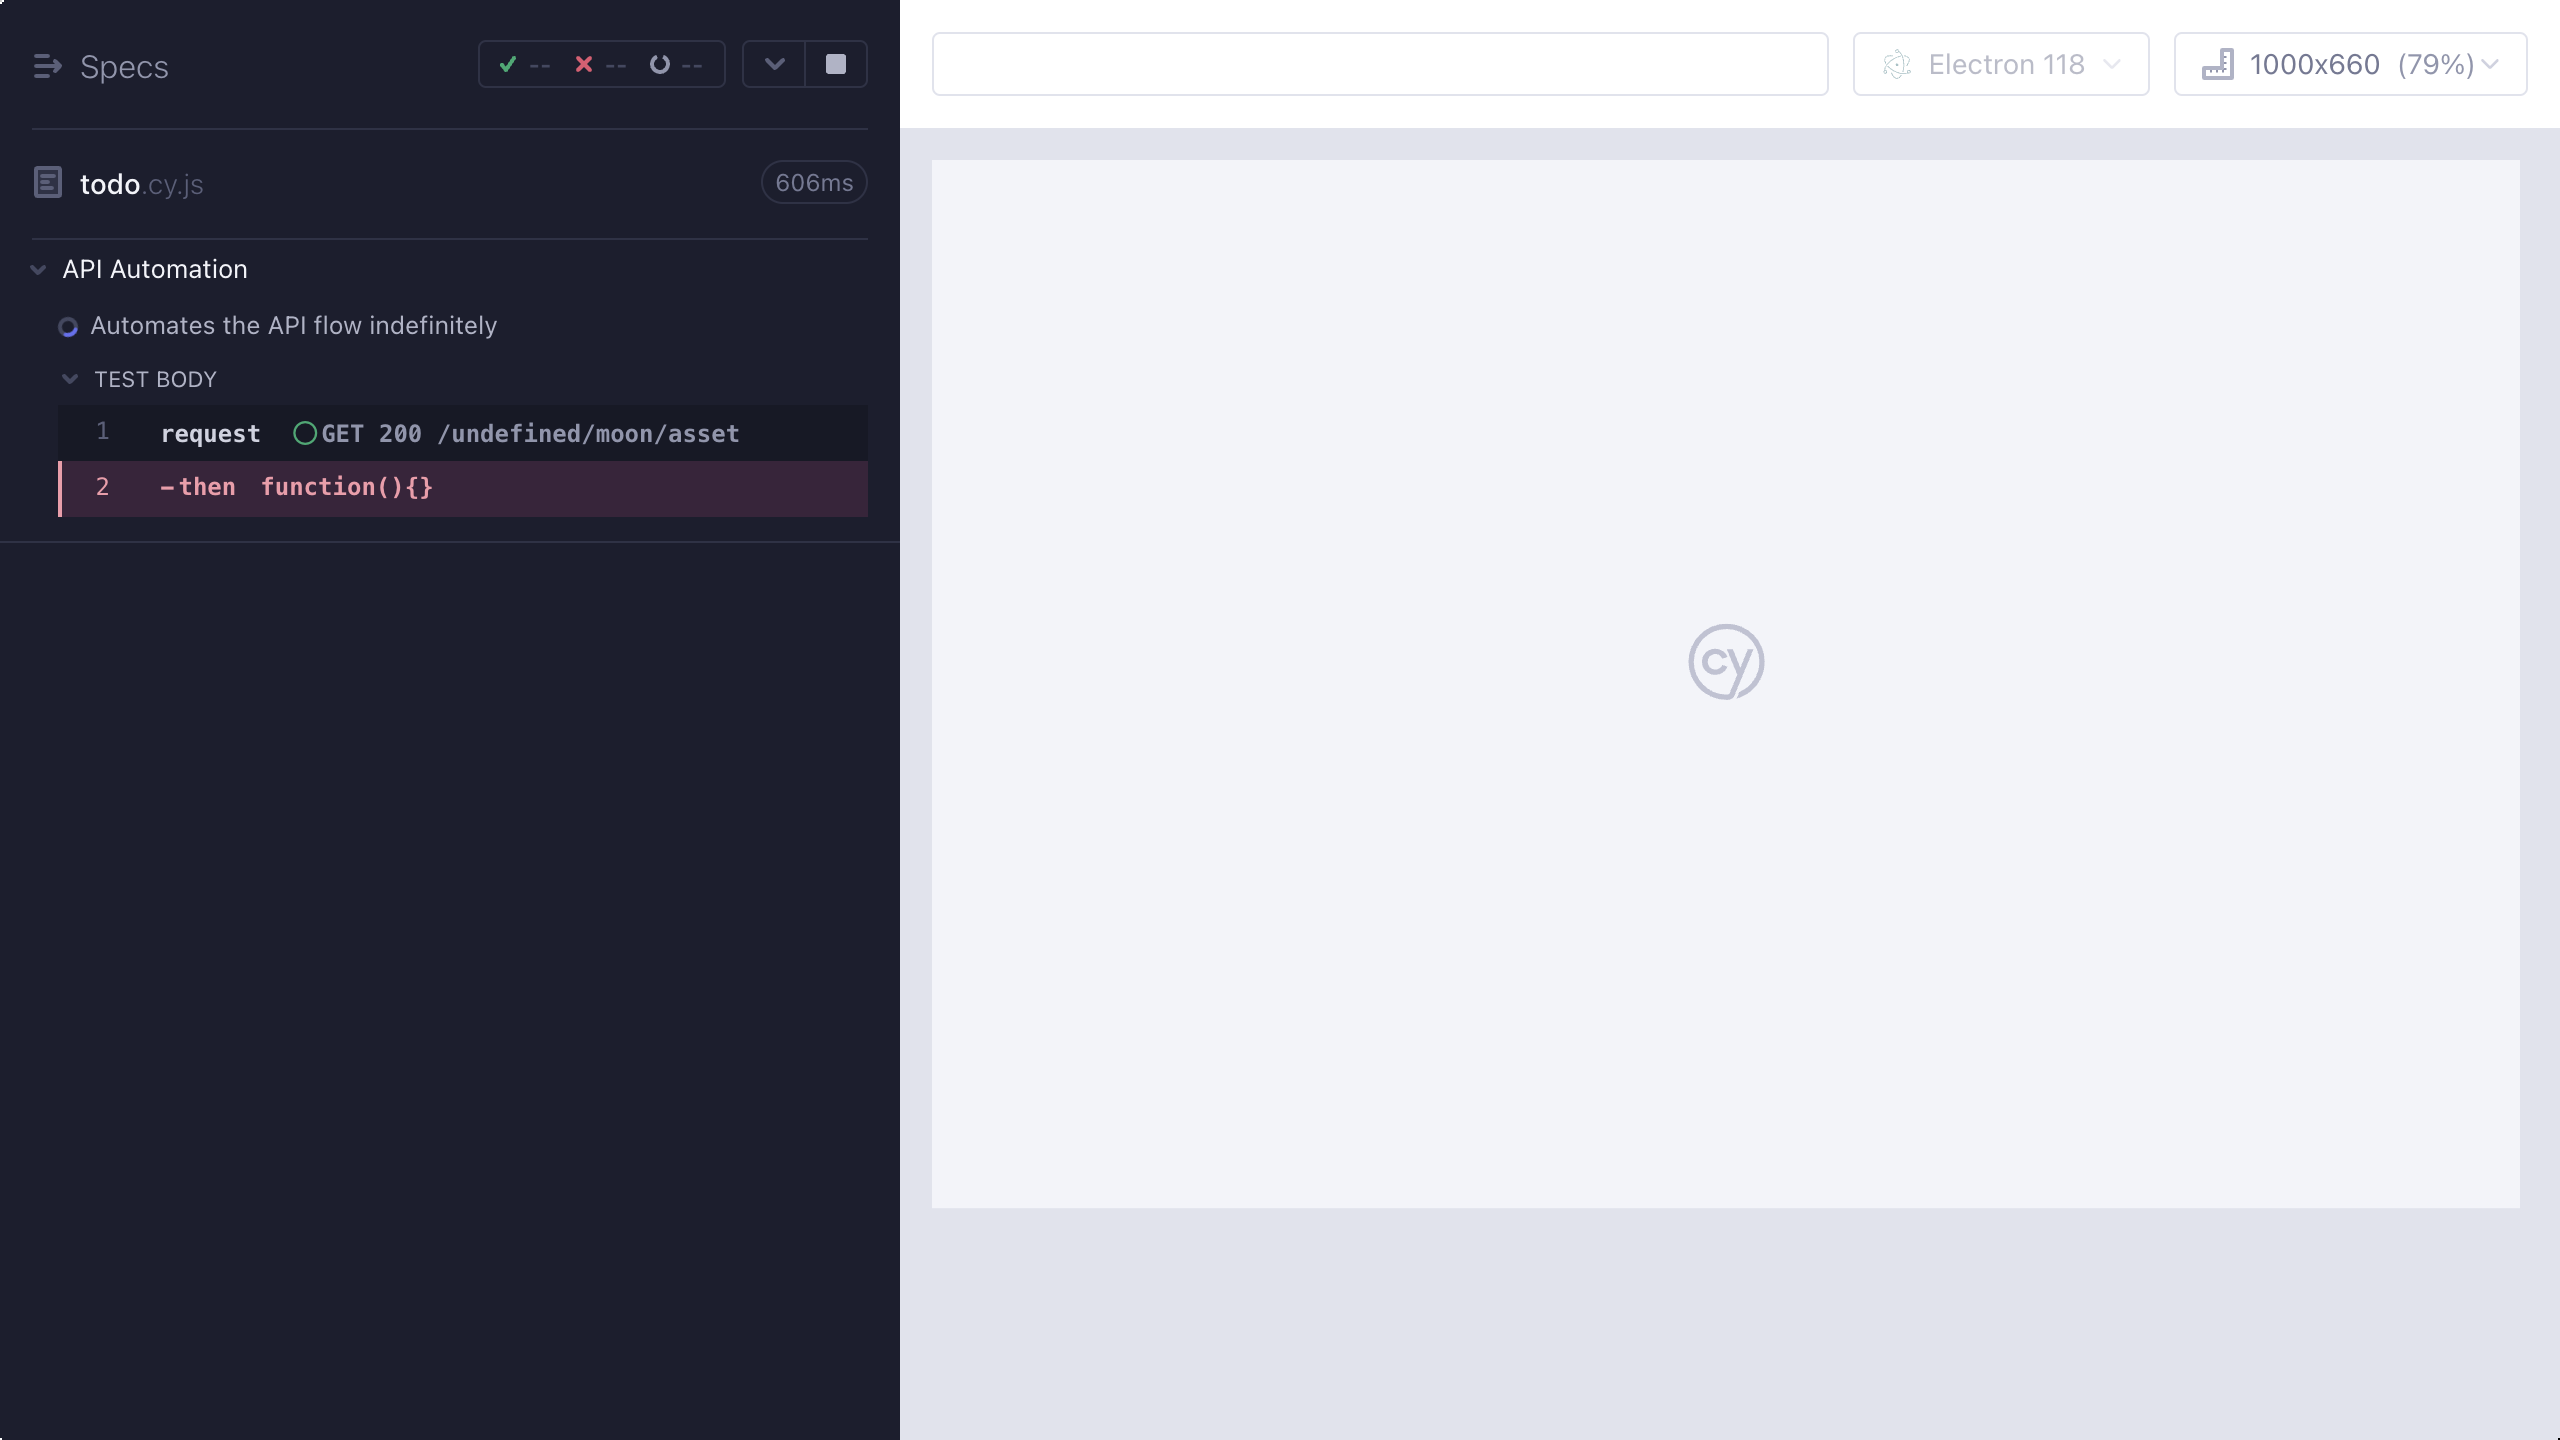 Specs
-- -- --
Electron 118
1000x660 (79%)
todo.cy.js
606ms
API Automation
Automates the API flow indefinitely
TEST BODY
1 request GET 200 /undefined/moon/asset
2 -then function(){}
cy